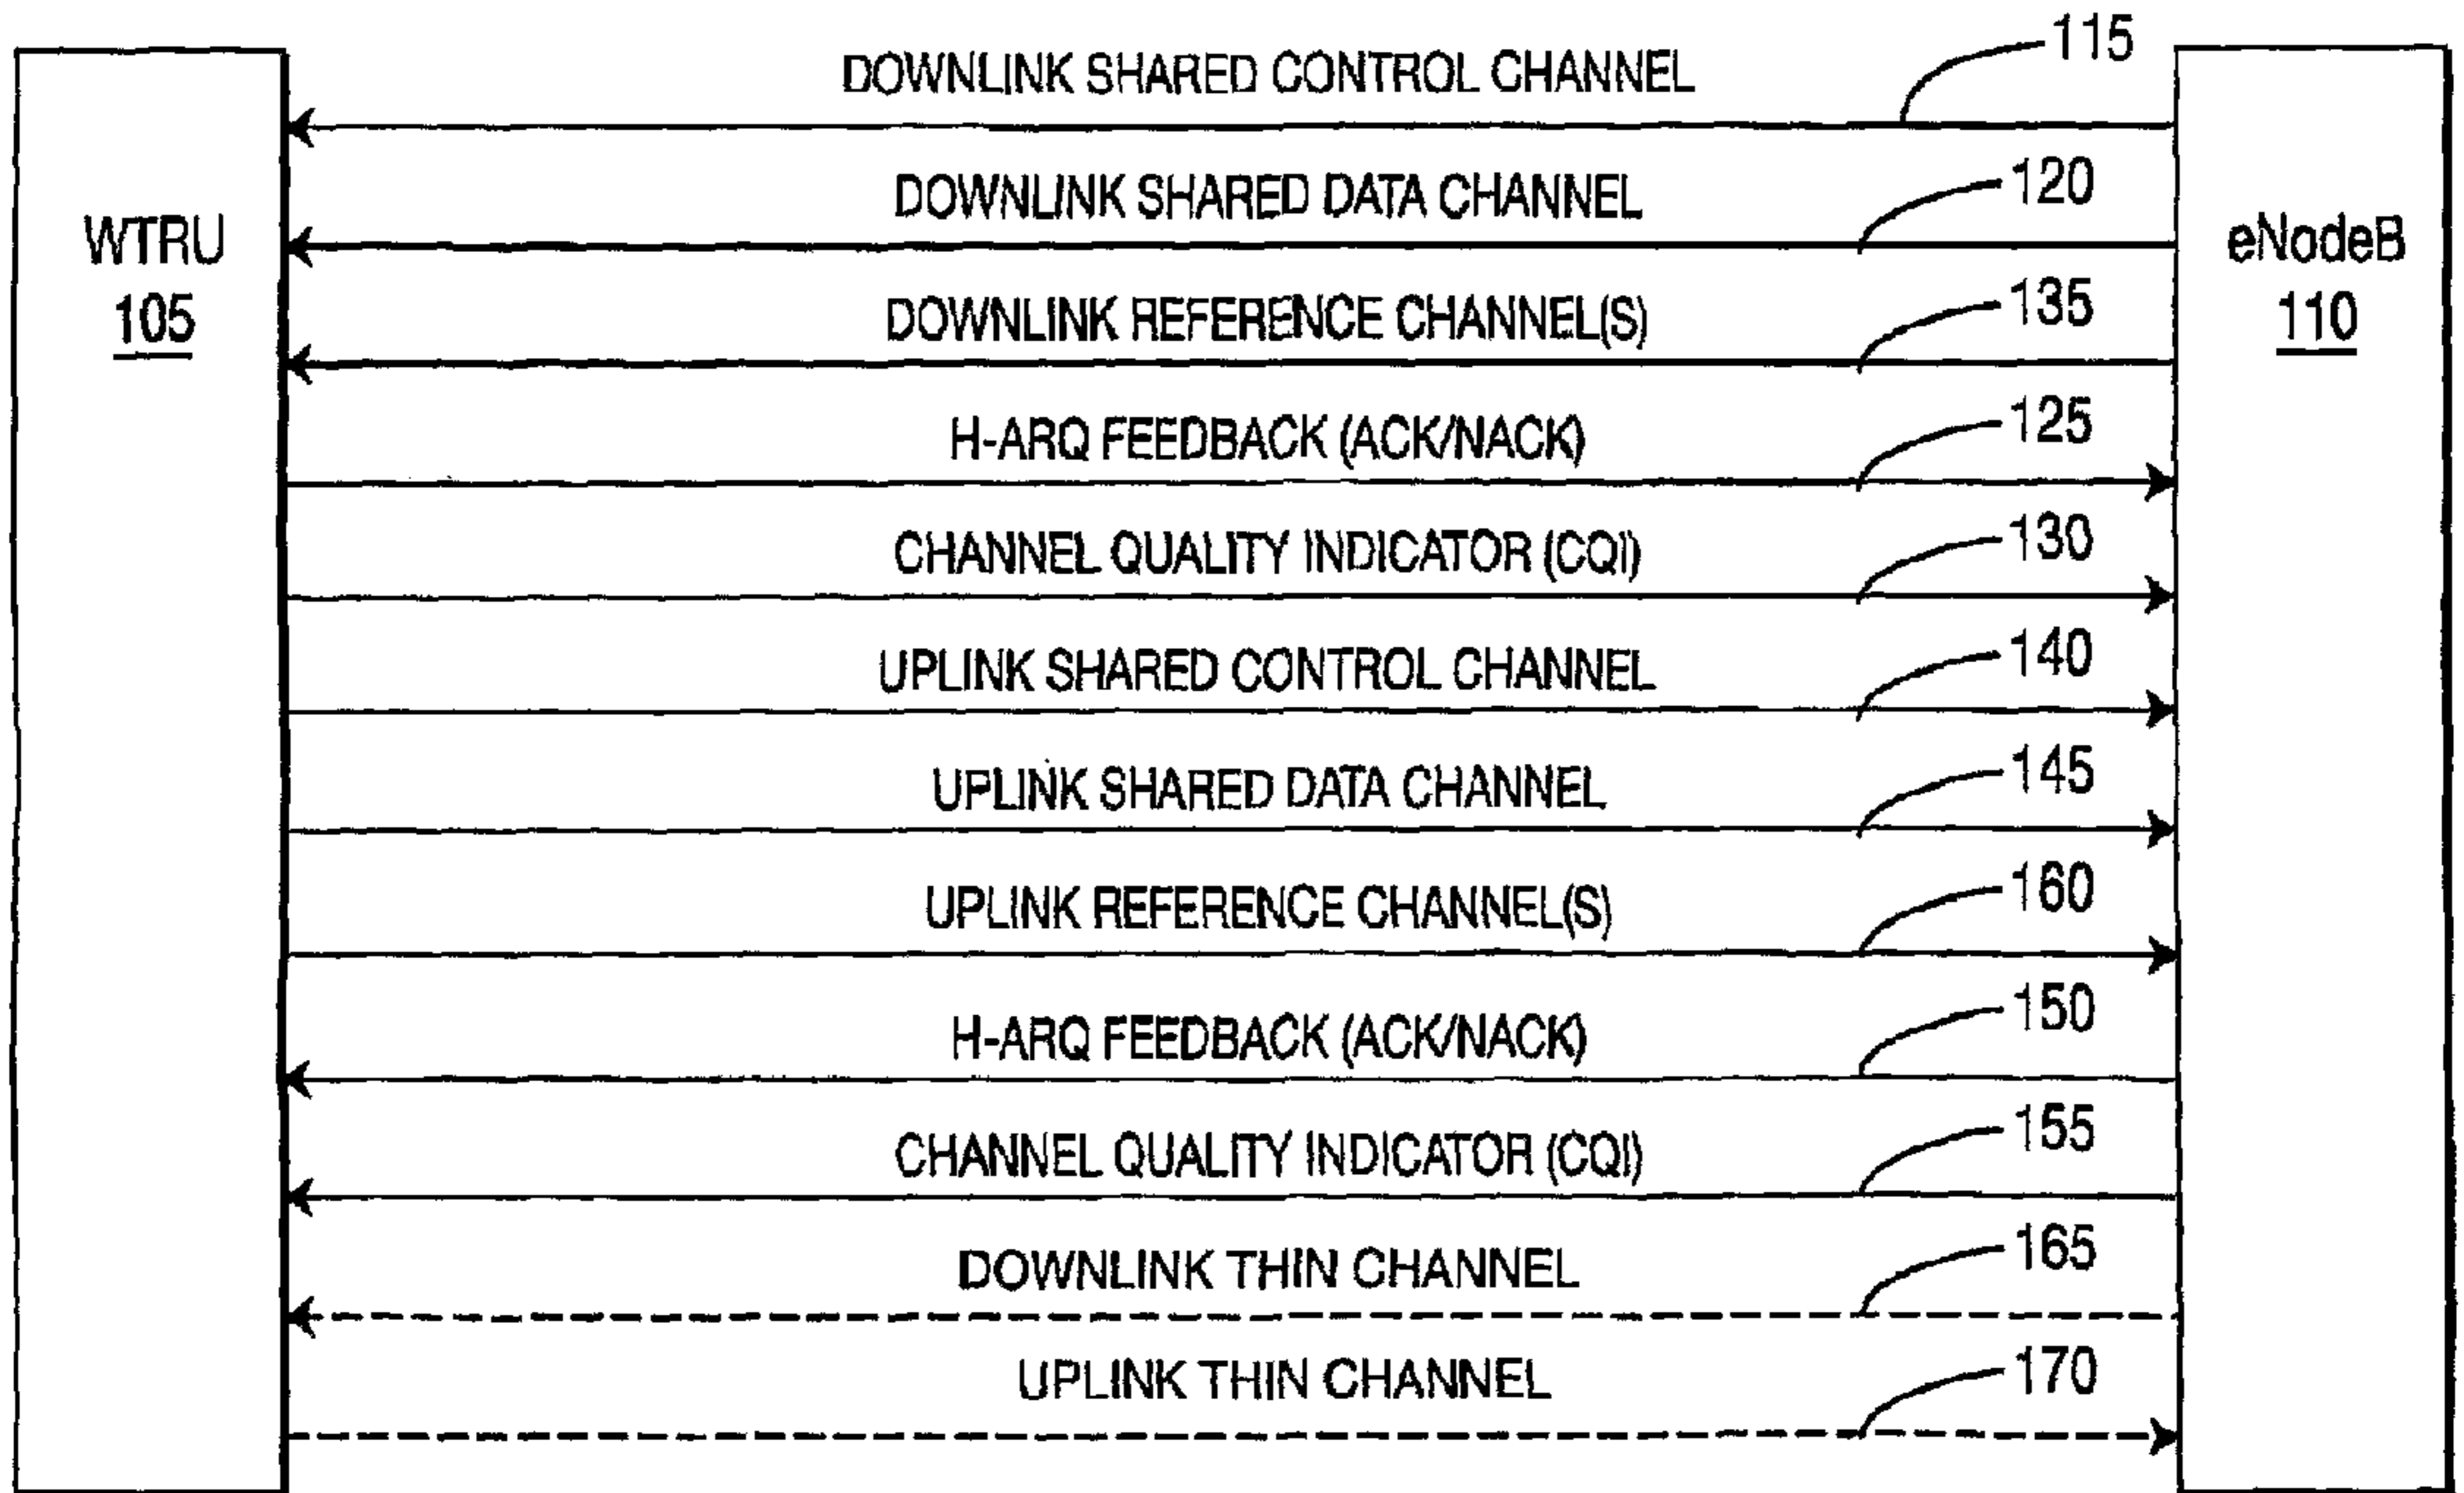 DOWNLINK SHARED CONTROL CHANNEL 115
DOWNLINK SHARED DATA CHANNEL 120
WTRU
105
eNodeB
110
DOWNLINK REFERENCE CHANNEL(S) 135
H-ARQ FEEDBACK (ACK/NACK) 125
CHANNEL QUALITY INDICATOR (CQI) 130
UPLINK SHARED CONTROL CHANNEL 140
UPLINK SHARED DATA CHANNEL 145
UPLINK REFERENCE CHANNEL(S) 160
H-ARQ FEEDBACK (ACK/NACK) 150
CHANNEL QUALITY INDICATOR (CQI) 155
DOWNLINK THIN CHANNEL 165
UPLINK THIN CHANNEL 170